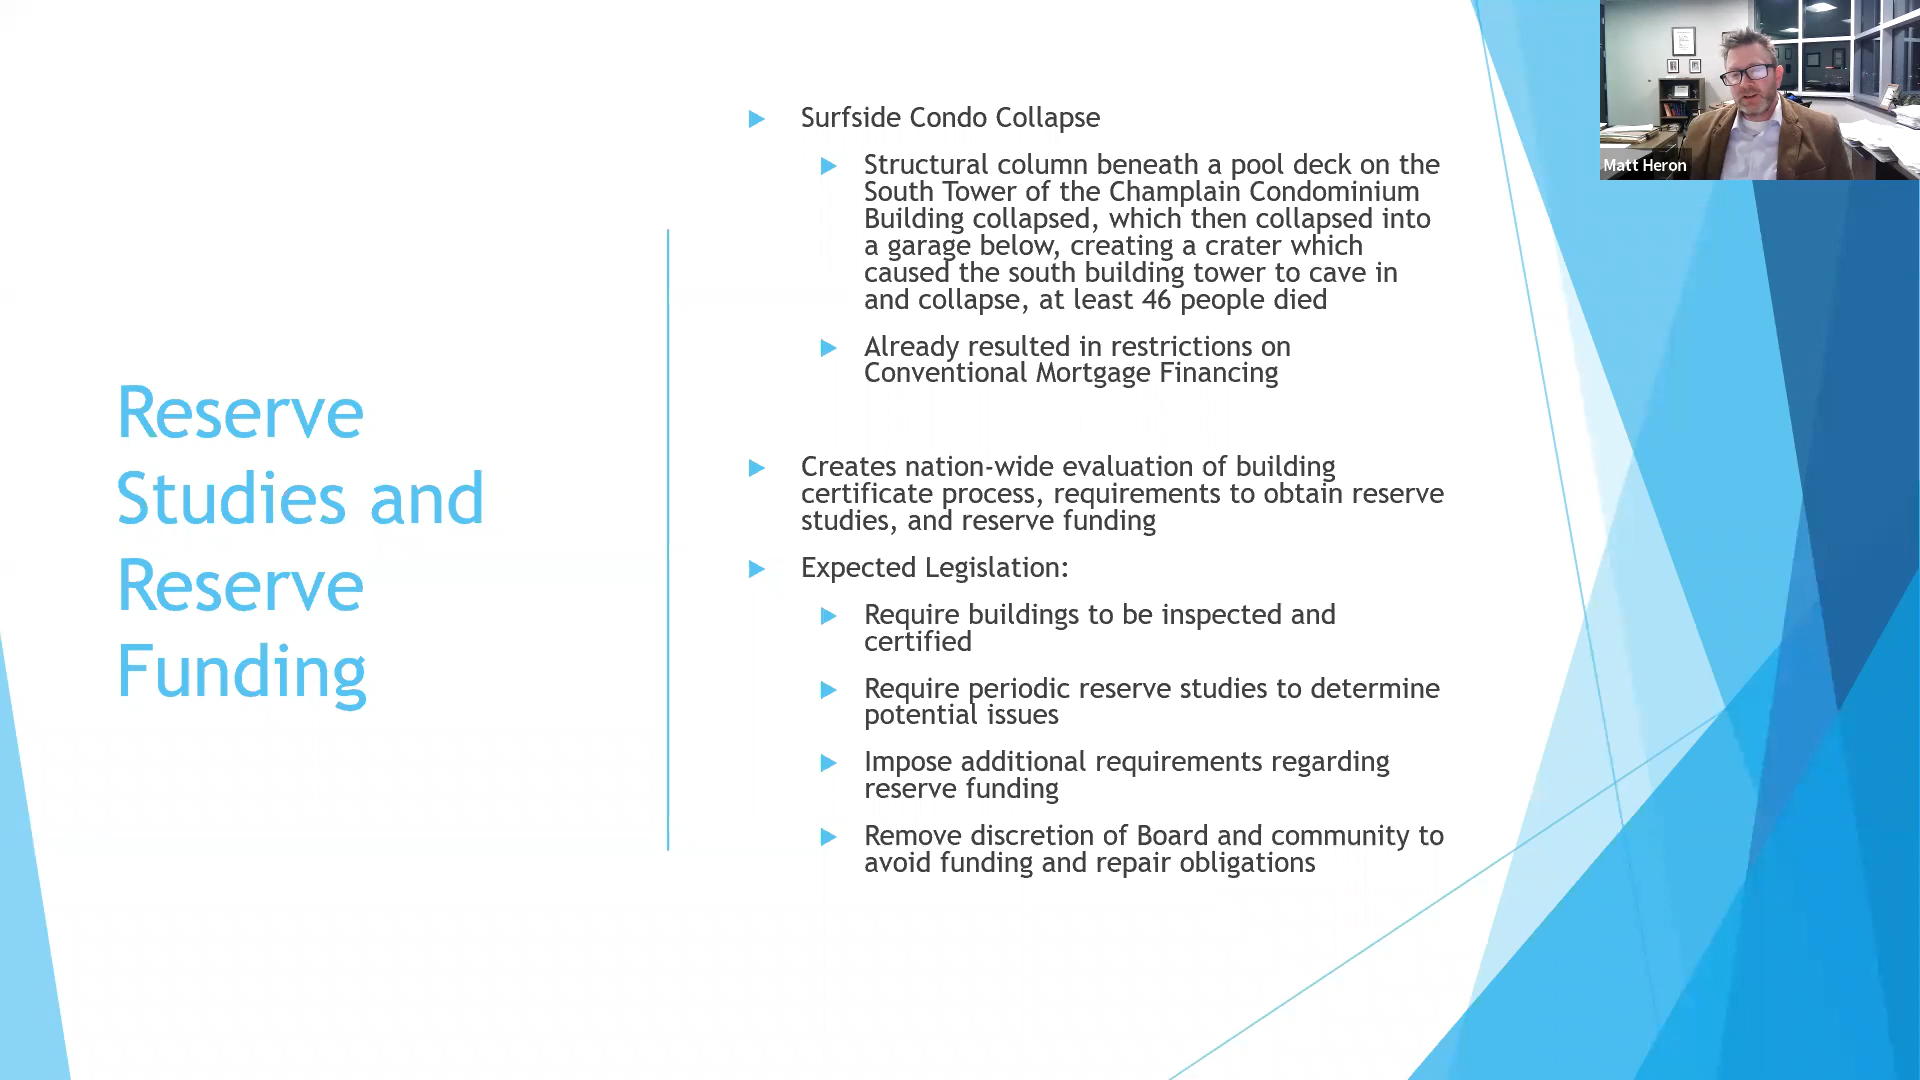 Reserve
Studies and
Reserve
Funding
Surfside Condo Collapse
Structural column beneath a pool deck on the
South Tower of the Champlain Condominium
Building collapsed, which then collapsed into
a garage below, creating a crater which
caused the south building tower to cave in
and collapse, at least 46 people died
Already resulted in restrictions on
Conventional Mortgage Financing
Creates nation-wide evaluation of building
certificate process, requirements to obtain reserve
studies, and reserve funding
Expected Legislation:
Require buildings to be inspected and
certified
Require periodic reserve studies to determine
potential issues
Impose additional requirements regarding
reserve funding
Remove discretion of Board and community to
avoid funding and repair obligations
Matt Heron